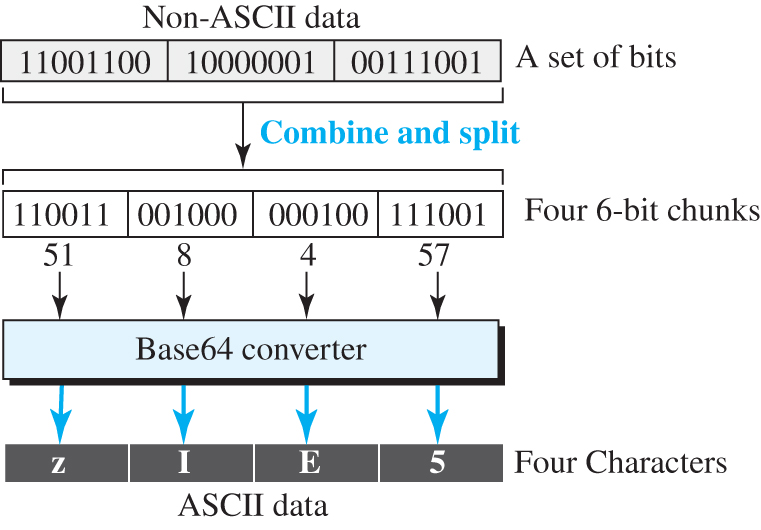 Non-ASCII data
11001100 10000001 00111001 A set of bits
Combine and split
110011 001000 000100 111001 Four 6-bit chunks
51 8 4 57
Base64 converter
z I E 5 Four Characters
ASCII data